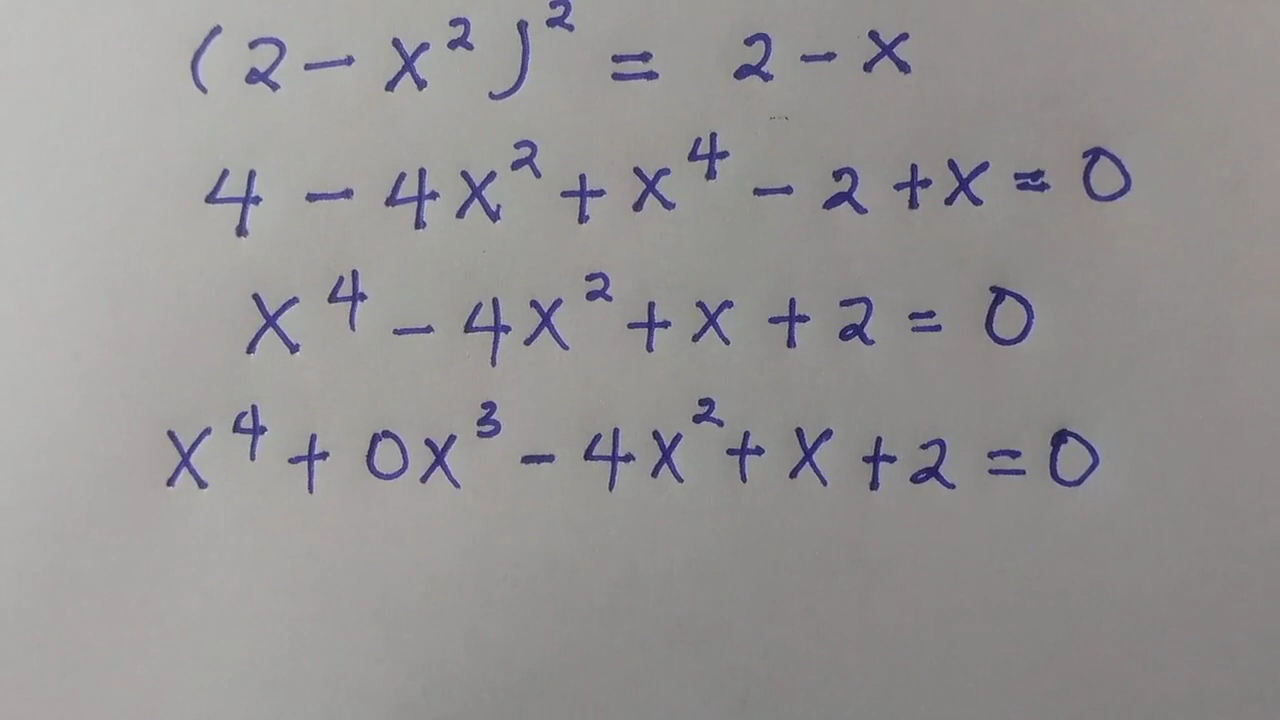 (2 - x²)² = 2 - x
4 - 4x² + x⁴ - 2 + x = 0
x⁴ - 4x² + x + 2 = 0
x⁴ + 0x³ - 4x² + x + 2 = 0